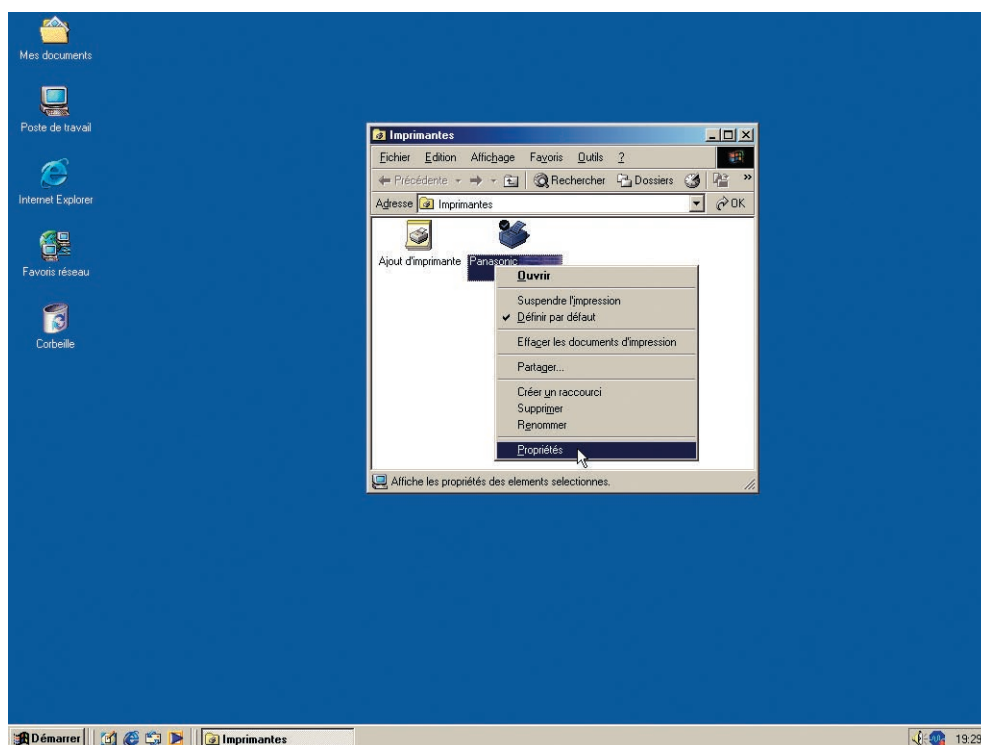 Mes documents
Poste de travail
Internet Explorer
Favoris réseau
Corbeille
Imprimantes
Fichier Edition Affichage Favoris Outils ?
Précédente Rechercher Dossiers »
Adresse Imprimantes OK
Ajout d'imprimante Panasonic
Ouvrir
Suspendre l'impression
Définir par défaut
Effacer les documents d'impression
Partager...
Créer un raccourci
Supprimer
Renommer
Propriétés
Affiche les propriétés des elements selectionnes.
Démarrer Imprimantes 19:29